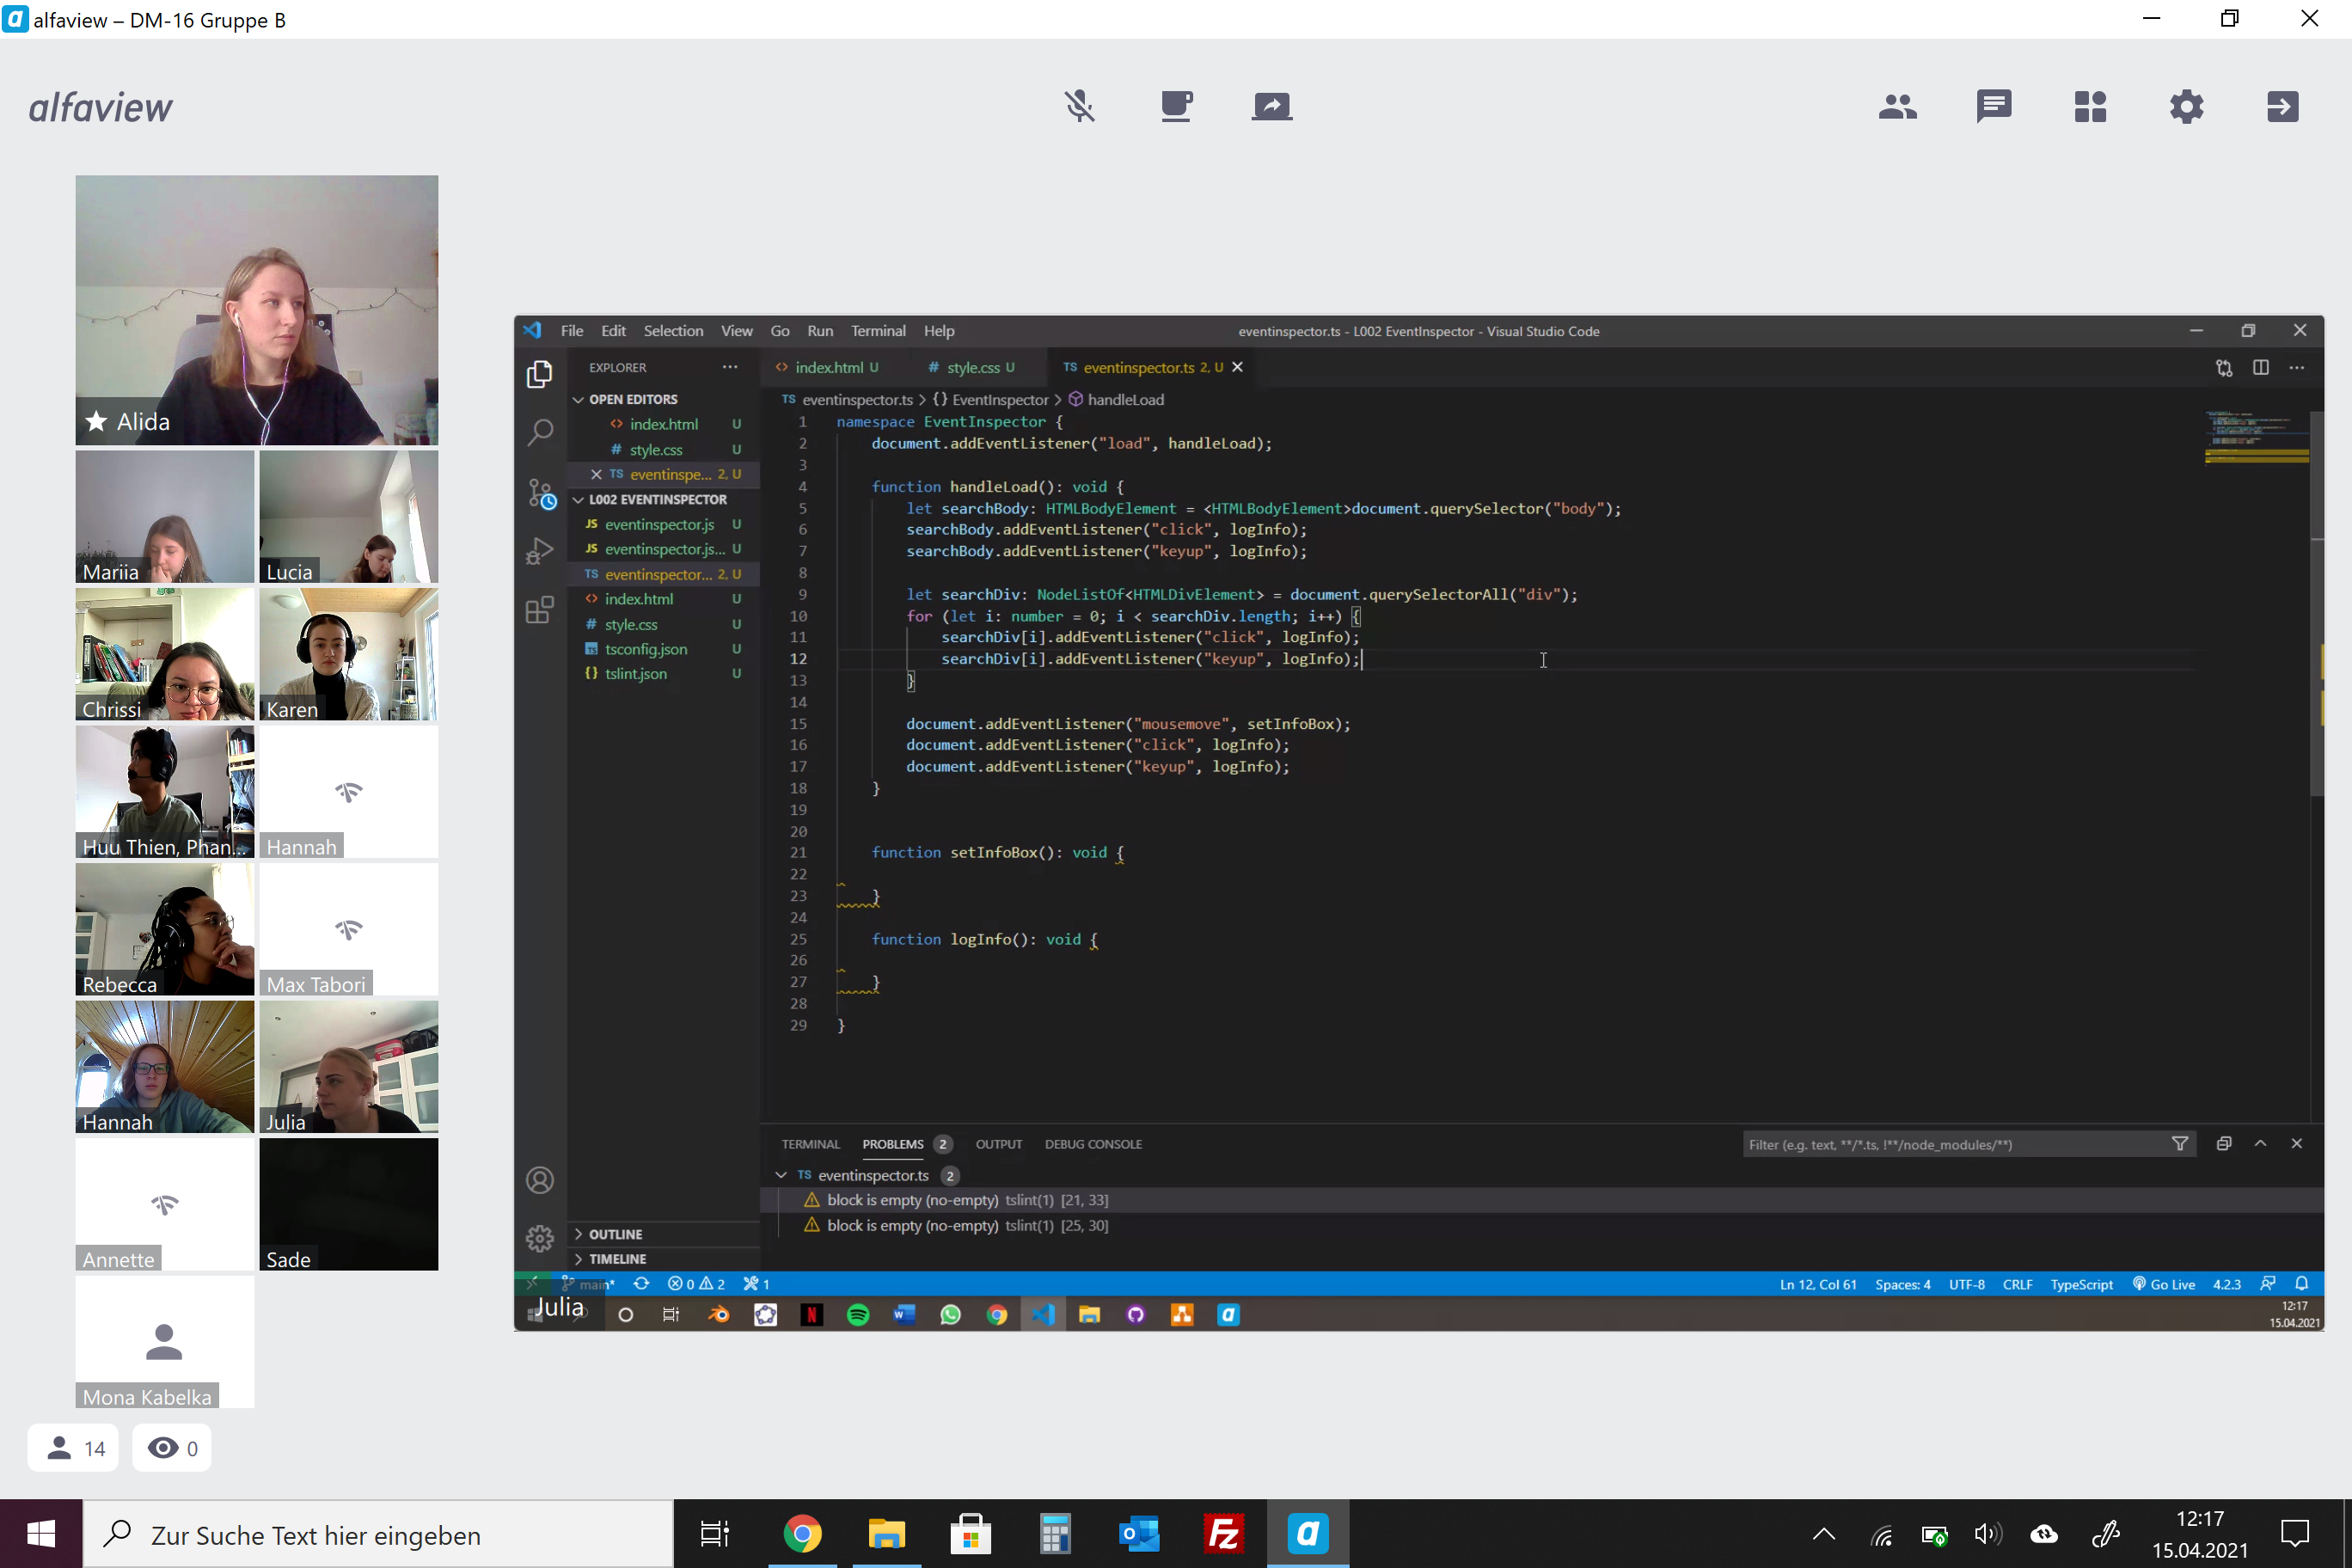 alfaview – DM-16 Gruppe B
alfaview
Alida
Mariia
Lucia
Chrissi
Karen
Huu Thien, Phan...
Hannah
Rebecca
Max Tabori
Hannah
Julia
Annette
Sade
Mona Kabelka
14
0
File Edit Selection View Go Run Terminal Help
eventinspector.ts - L002 EventInspector - Visual Studio Code
EXPLORER
OPEN EDITORS
index.html U
style.css U
TS eventinspe... 2, U
L002 EVENTINSPECTOR
JS eventinspector.js U
JS eventinspector.js... U
TS eventinspector... 2, U
index.html U
style.css U
tsconfig.json U
tslint.json U
OUTLINE
TIMELINE
index.html U
style.css U
TS eventinspector.ts 2, U
TS eventinspector.ts > {} EventInspector > handleLoad
1 namespace EventInspector {
2 document.addEventListener("load", handleLoad);
3
4 function handleLoad(): void {
5 let searchBody: HTMLBodyElement = <HTMLBodyElement>document.querySelector("body");
6 searchBody.addEventListener("click", logInfo);
7 searchBody.addEventListener("keyup", logInfo);
8
9 let searchDiv: NodeListOf<HTMLDivElement> = document.querySelectorAll("div");
10 for (let i: number = 0; i < searchDiv.length; i++) {
11 searchDiv[i].addEventListener("click", logInfo);
12 searchDiv[i].addEventListener("keyup", logInfo);
13 }
14
15 document.addEventListener("mousemove", setInfoBox);
16 document.addEventListener("click", logInfo);
17 document.addEventListener("keyup", logInfo);
18 }
19
20
21 function setInfoBox(): void {
22
23 }
24
25 function logInfo(): void {
26
27 }
28
29 }
TERMINAL PROBLEMS 2 OUTPUT DEBUG CONSOLE
Filter (e.g. text, **/*.ts, !**/node_modules/**)
TS eventinspector.ts 2
block is empty (no-empty) tslint(1) [21, 33]
block is empty (no-empty) tslint(1) [25, 30]
main* 0 2 1
Ln 12, Col 61 Spaces: 4 UTF-8 CRLF TypeScript Go Live 4.2.3
Julia
12:17
15.04.2021
Zur Suche Text hier eingeben
12:17
15.04.2021